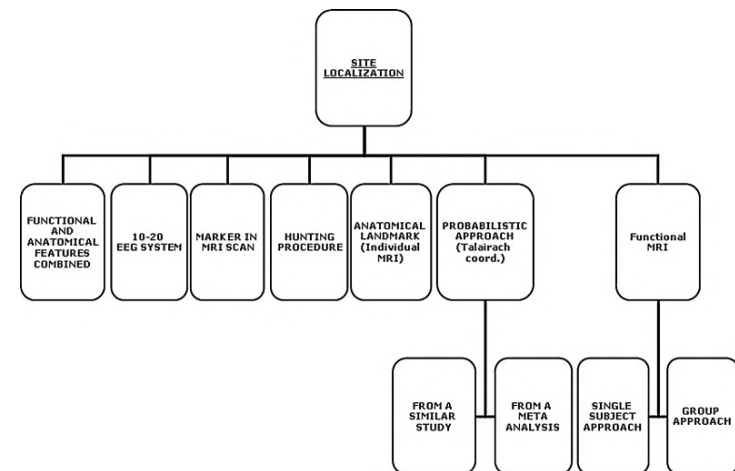 SITE
LOCALIZATION
FUNCTIONAL
AND
ANATOMICAL
FEATURES
COMBINED
10-20
EEG SYSTEM
MARKER IN
MRI SCAN
HUNTING
PROCEDURE
ANATOMICAL
LANDMARK
(Individual
MRI)
PROBABILISTIC
APPROACH
(Talairach
coord.)
Functional
MRI
FROM A
SIMILAR
STUDY
FROM A
META
ANALYSIS
SINGLE
SUBJECT
APPROACH
GROUP
APPROACH